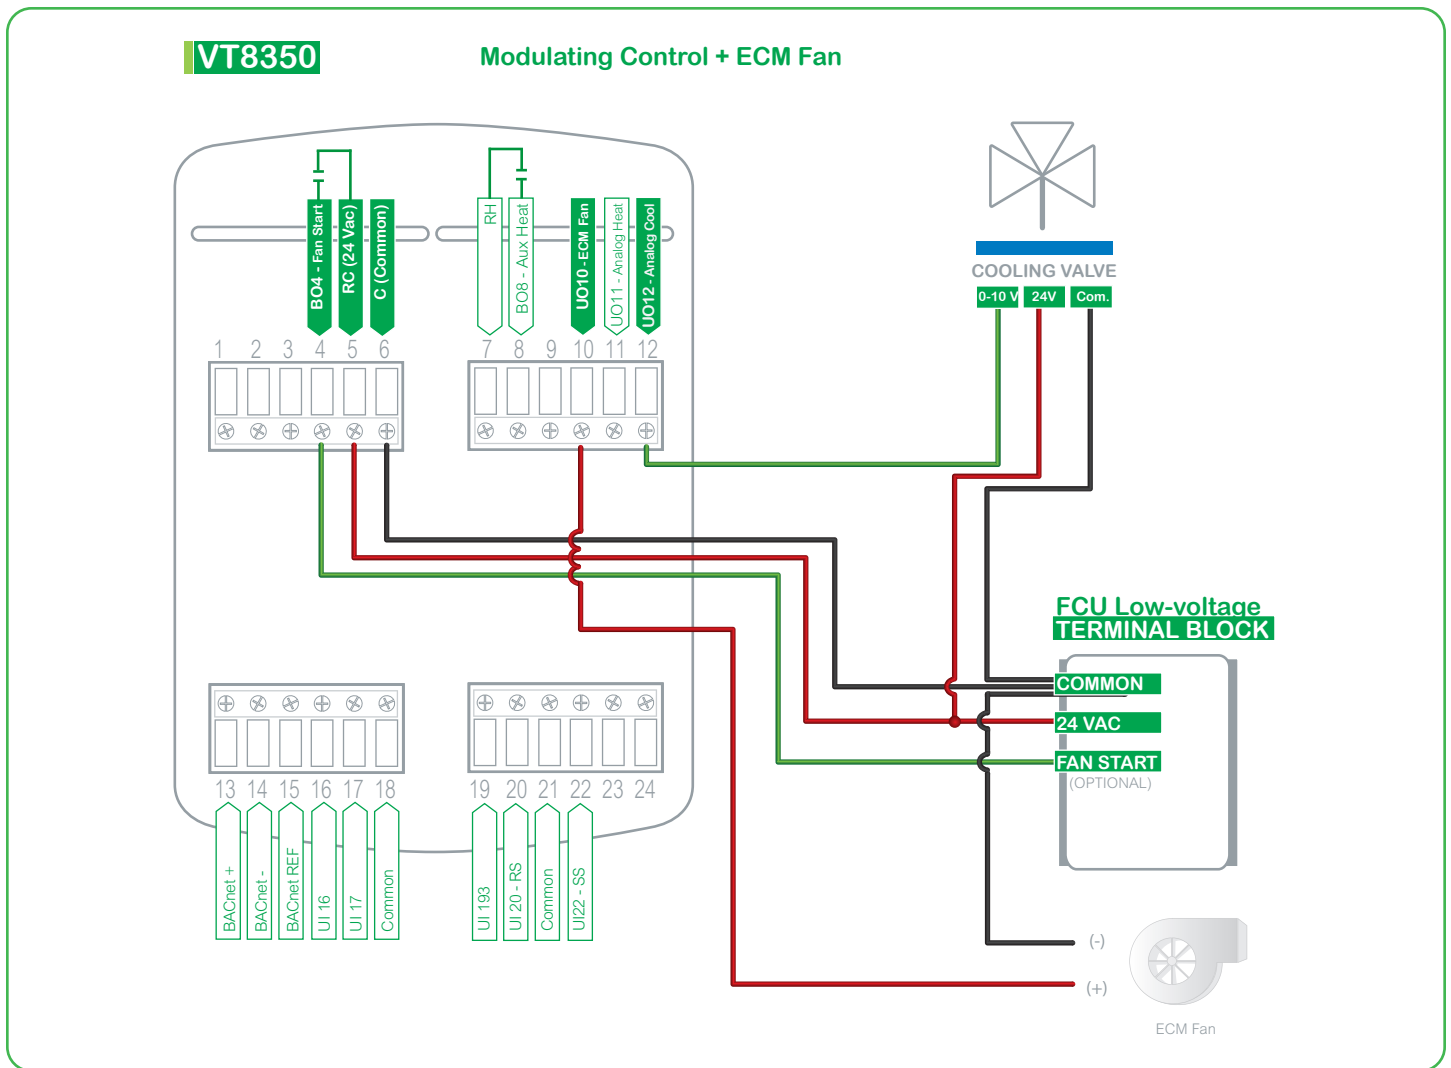 VT8350
Modulating Control + ECM Fan
BO4 - Fan Start
RC (24 Vac)
C (Common)
RH
BO8 - Aux Heat
UO10 - ECM Fan
UO11 - Analog Heat
UO12 - Analog Cool
1 2 3 4 5 6
7 8 9 10 11 12
COOLING VALVE
0-10 V 24V Com.
FCU Low-voltage
TERMINAL BLOCK
COMMON
24 VAC
FAN START
(OPTIONAL)
13 14 15 16 17 18
19 20 21 22 23 24
BACnet +
BACnet -
BACnet REF
UI 16
UI 17
Common
UI 193
UI 20 - RS
Common
UI22 - SS
(-)
(+)
ECM Fan